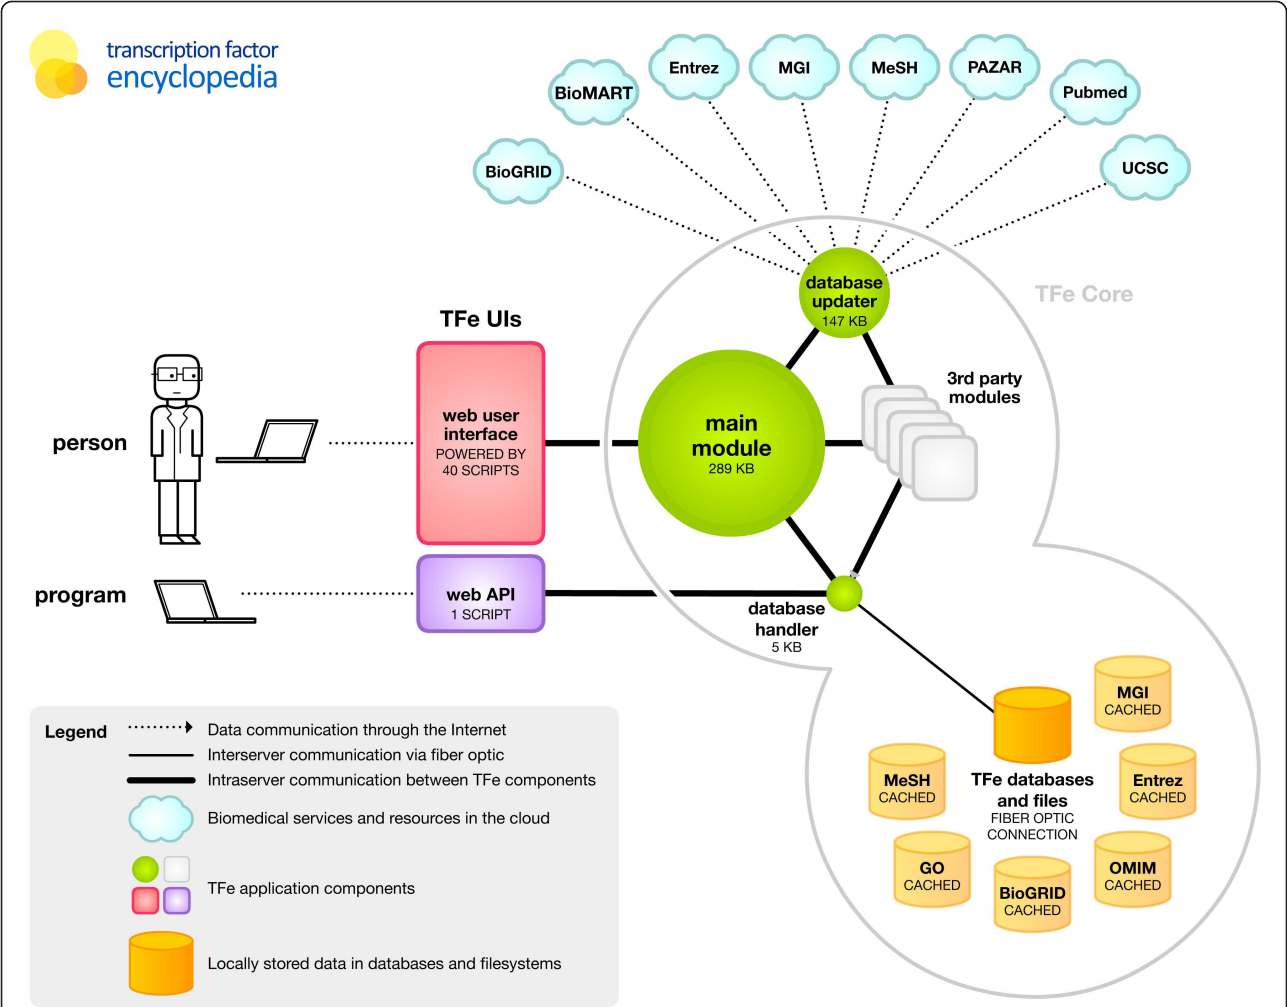 transcription factor
encyclopedia
BioGRID
BioMART
Entrez
MGI
MeSH
PAZAR
Pubmed
UCSC
TFe Core
database
updater
147 KB
TFe UIs
3rd party
modules
person
web user
interface
POWERED BY
40 SCRIPTS
main
module
289 KB
program
web API
1 SCRIPT
database
handler
5 KB
MGI
CACHED
MeSH
CACHED
TFe databases
and files
FIBER OPTIC
CONNECTION
Entrez
CACHED
GO
CACHED
BioGRID
CACHED
OMIM
CACHED
Legend
Data communication through the Internet
Interserver communication via fiber optic
Intraserver communication between TFe components
Biomedical services and resources in the cloud
TFe application components
Locally stored data in databases and filesystems